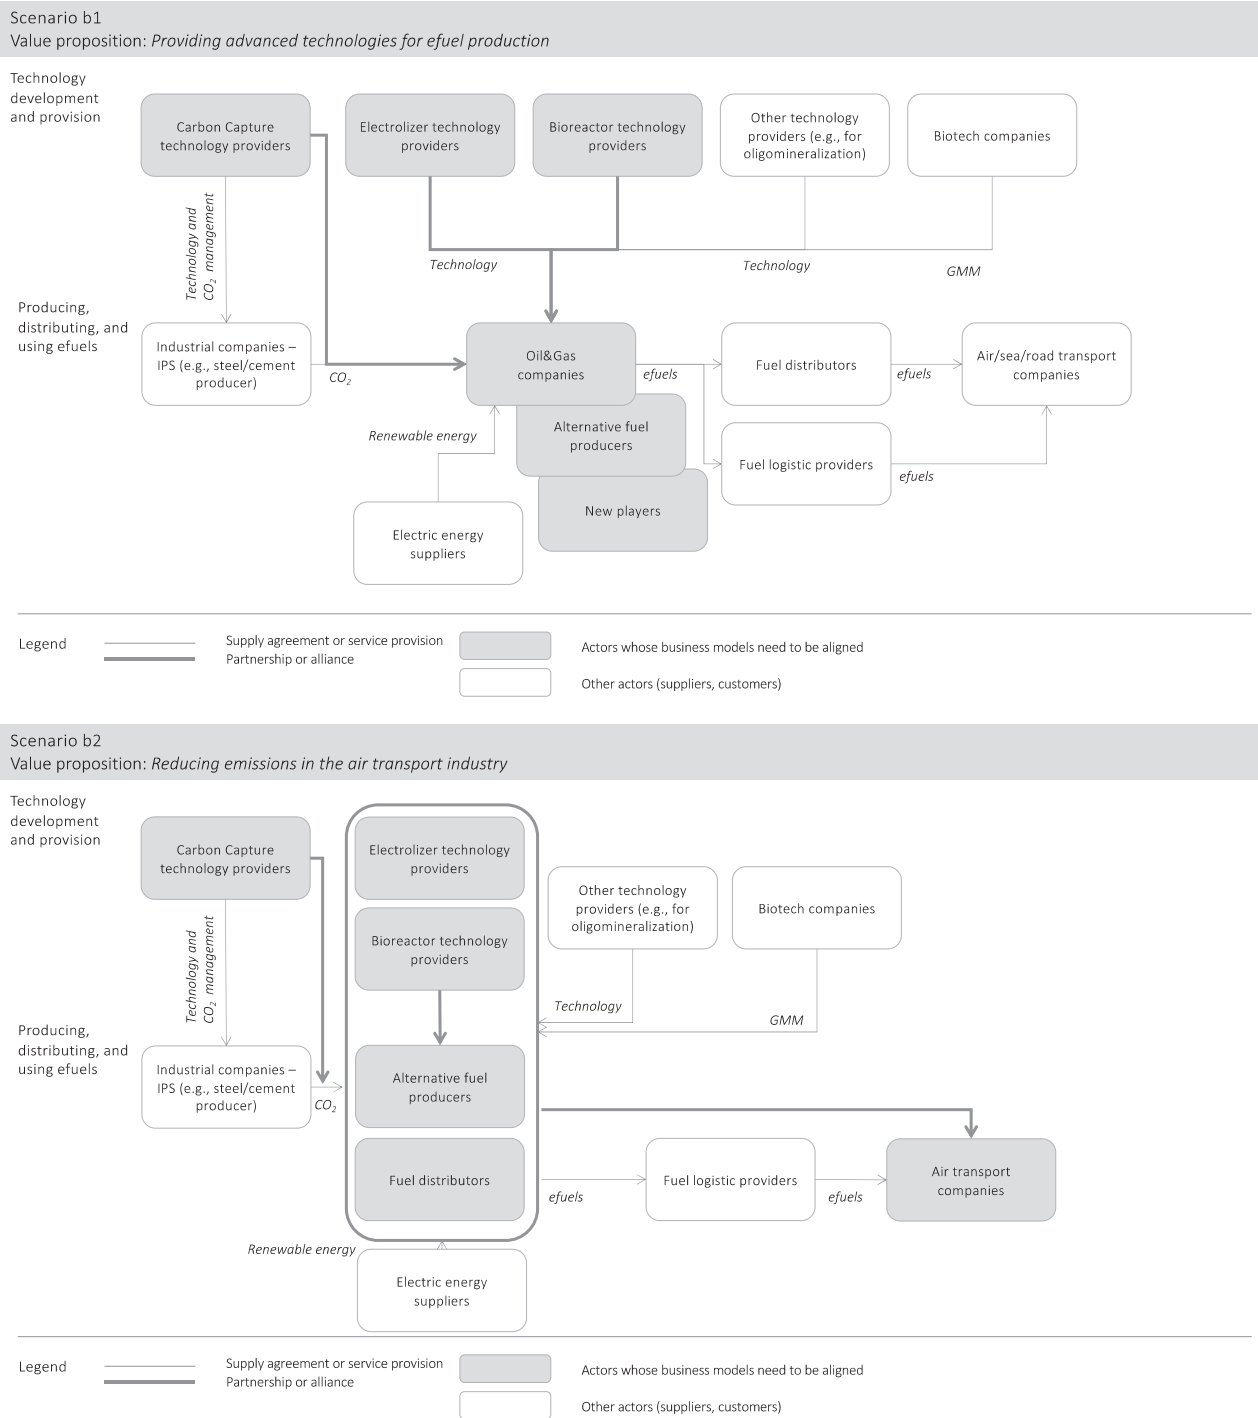 Scenario b1
Value proposition: Providing advanced technologies for efuel production
Technology
development
and provision
Carbon Capture
technology providers
Electrolizer technology
providers
Bioreactor technology
providers
Other technology
providers (e.g., for
oligomineralization)
Biotech companies
Technology and
CO2 management
Technology
Technology
GMM
Producing,
distributing, and
using efuels
Industrial companies –
IPS (e.g., steel/cement
producer)
CO2
Oil&Gas
companies
efuels
Fuel distributors
efuels
Air/sea/road transport
companies
Renewable energy
Alternative fuel
producers
Fuel logistic providers
efuels
New players
Electric energy
suppliers
Legend
Supply agreement or service provision
Partnership or alliance
Actors whose business models need to be aligned
Other actors (suppliers, customers)
Scenario b2
Value proposition: Reducing emissions in the air transport industry
Technology
development
and provision
Carbon Capture
technology providers
Electrolizer technology
providers
Other technology
providers (e.g., for
oligomineralization)
Biotech companies
Bioreactor technology
providers
Technology and
CO2 management
Technology
GMM
Producing,
distributing, and
using efuels
Industrial companies –
IPS (e.g., steel/cement
producer)
CO2
Alternative fuel
producers
Fuel distributors
efuels
Fuel logistic providers
efuels
Air transport
companies
Renewable energy
Electric energy
suppliers
Legend
Supply agreement or service provision
Partnership or alliance
Actors whose business models need to be aligned
Other actors (suppliers, customers)